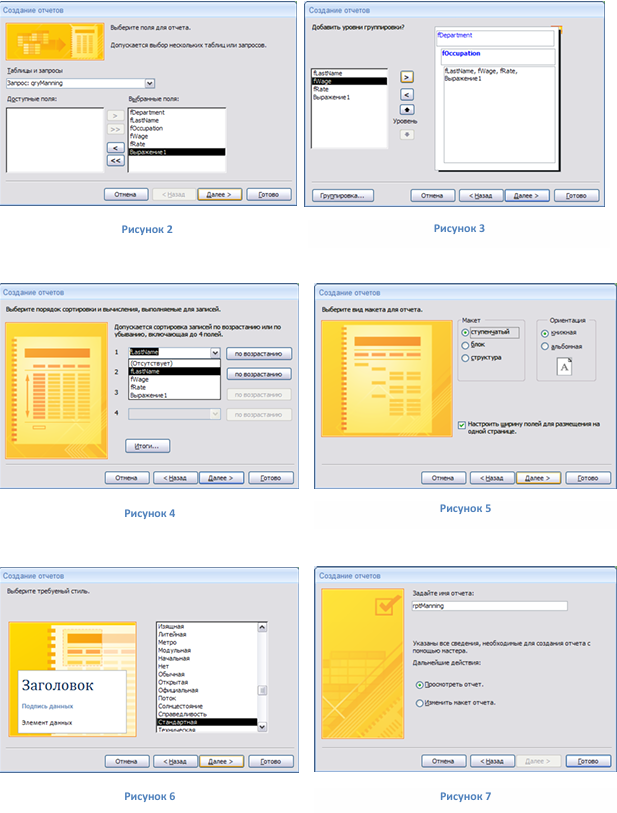 Создание отчетов
Выберите поля для отчета.
Допускается выбор нескольких таблиц или запросов.
Таблицы и запросы
Запрос: qryManning
Доступные поля:
Выбранные поля:
fDepartment
fLastName
fOccupation
fWage
fRate
Выражение1
>
>>
<
<<
Отмена
< Назад
Далее >
Готово
Рисунок 2
Создание отчетов
Добавить уровни группировки?
fLastName
fWage
fRate
Выражение1
>
<
Уровень
fDepartment
fOccupation
fLastName, fWage, fRate,
Выражение1
Группировка...
Отмена
< Назад
Далее >
Готово
Рисунок 3
Создание отчетов
Выберите порядок сортировки и вычисления, выполняемые для записей.
Допускается сортировка записей по возрастанию или по
убыванию, включающая до 4 полей.
1
fLastName
по возрастанию
(Отсутствует)
fLastName
fWage
fRate
Выражение1
2
по возрастанию
3
по возрастанию
4
по возрастанию
Итоги...
Отмена
< Назад
Далее >
Готово
Рисунок 4
Создание отчетов
Выберите вид макета для отчета.
Макет
ступенчатый
блок
структура
Ориентация
книжная
альбонная
A
Настроить ширину полей для размещения на
одной странице.
Отмена
< Назад
Далее >
Готово
Рисунок 5
Создание отчетов
Выберите требуемый стиль.
Заголовок
Подпись данных
Элемент данных
Изящная
Литейная
Метро
Модульная
Начальная
Нет
Обычная
Открытая
Официальная
Поток
Солнцестояние
Справедливость
Стандартная
Техническая
Отмена
< Назад
Далее >
Готово
Рисунок 6
Создание отчетов
Задайте имя отчета:
rptManning
Указаны все сведения, необходимые для создания отчета с
помощью мастера.
Дальнейшие действия:
Просмотреть отчет.
Изменить макет отчета.
Отмена
< Назад
Далее >
Готово
Рисунок 7